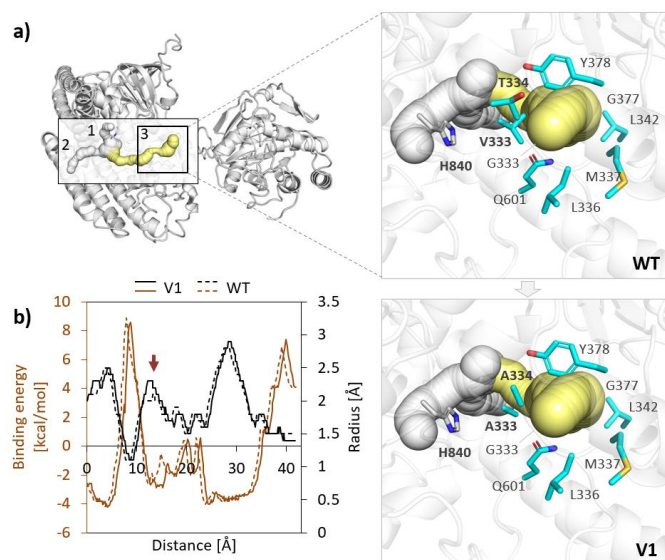 a)
1
2
3
T334
Y378
G377
L342
V333
G333
H840
M337
Q601
L336
WT
b)
V1
WT
10
8
6
4
2
0
-2
-4
-6
3.5
3
2.5
2
1.5
1
0.5
0
Binding energy
[kcal/mol]
Radius [Å]
0
10
20
30
40
Distance [Å]
Y378
A334
G377
L342
A333
G333
H840
M337
Q601
L336
V1